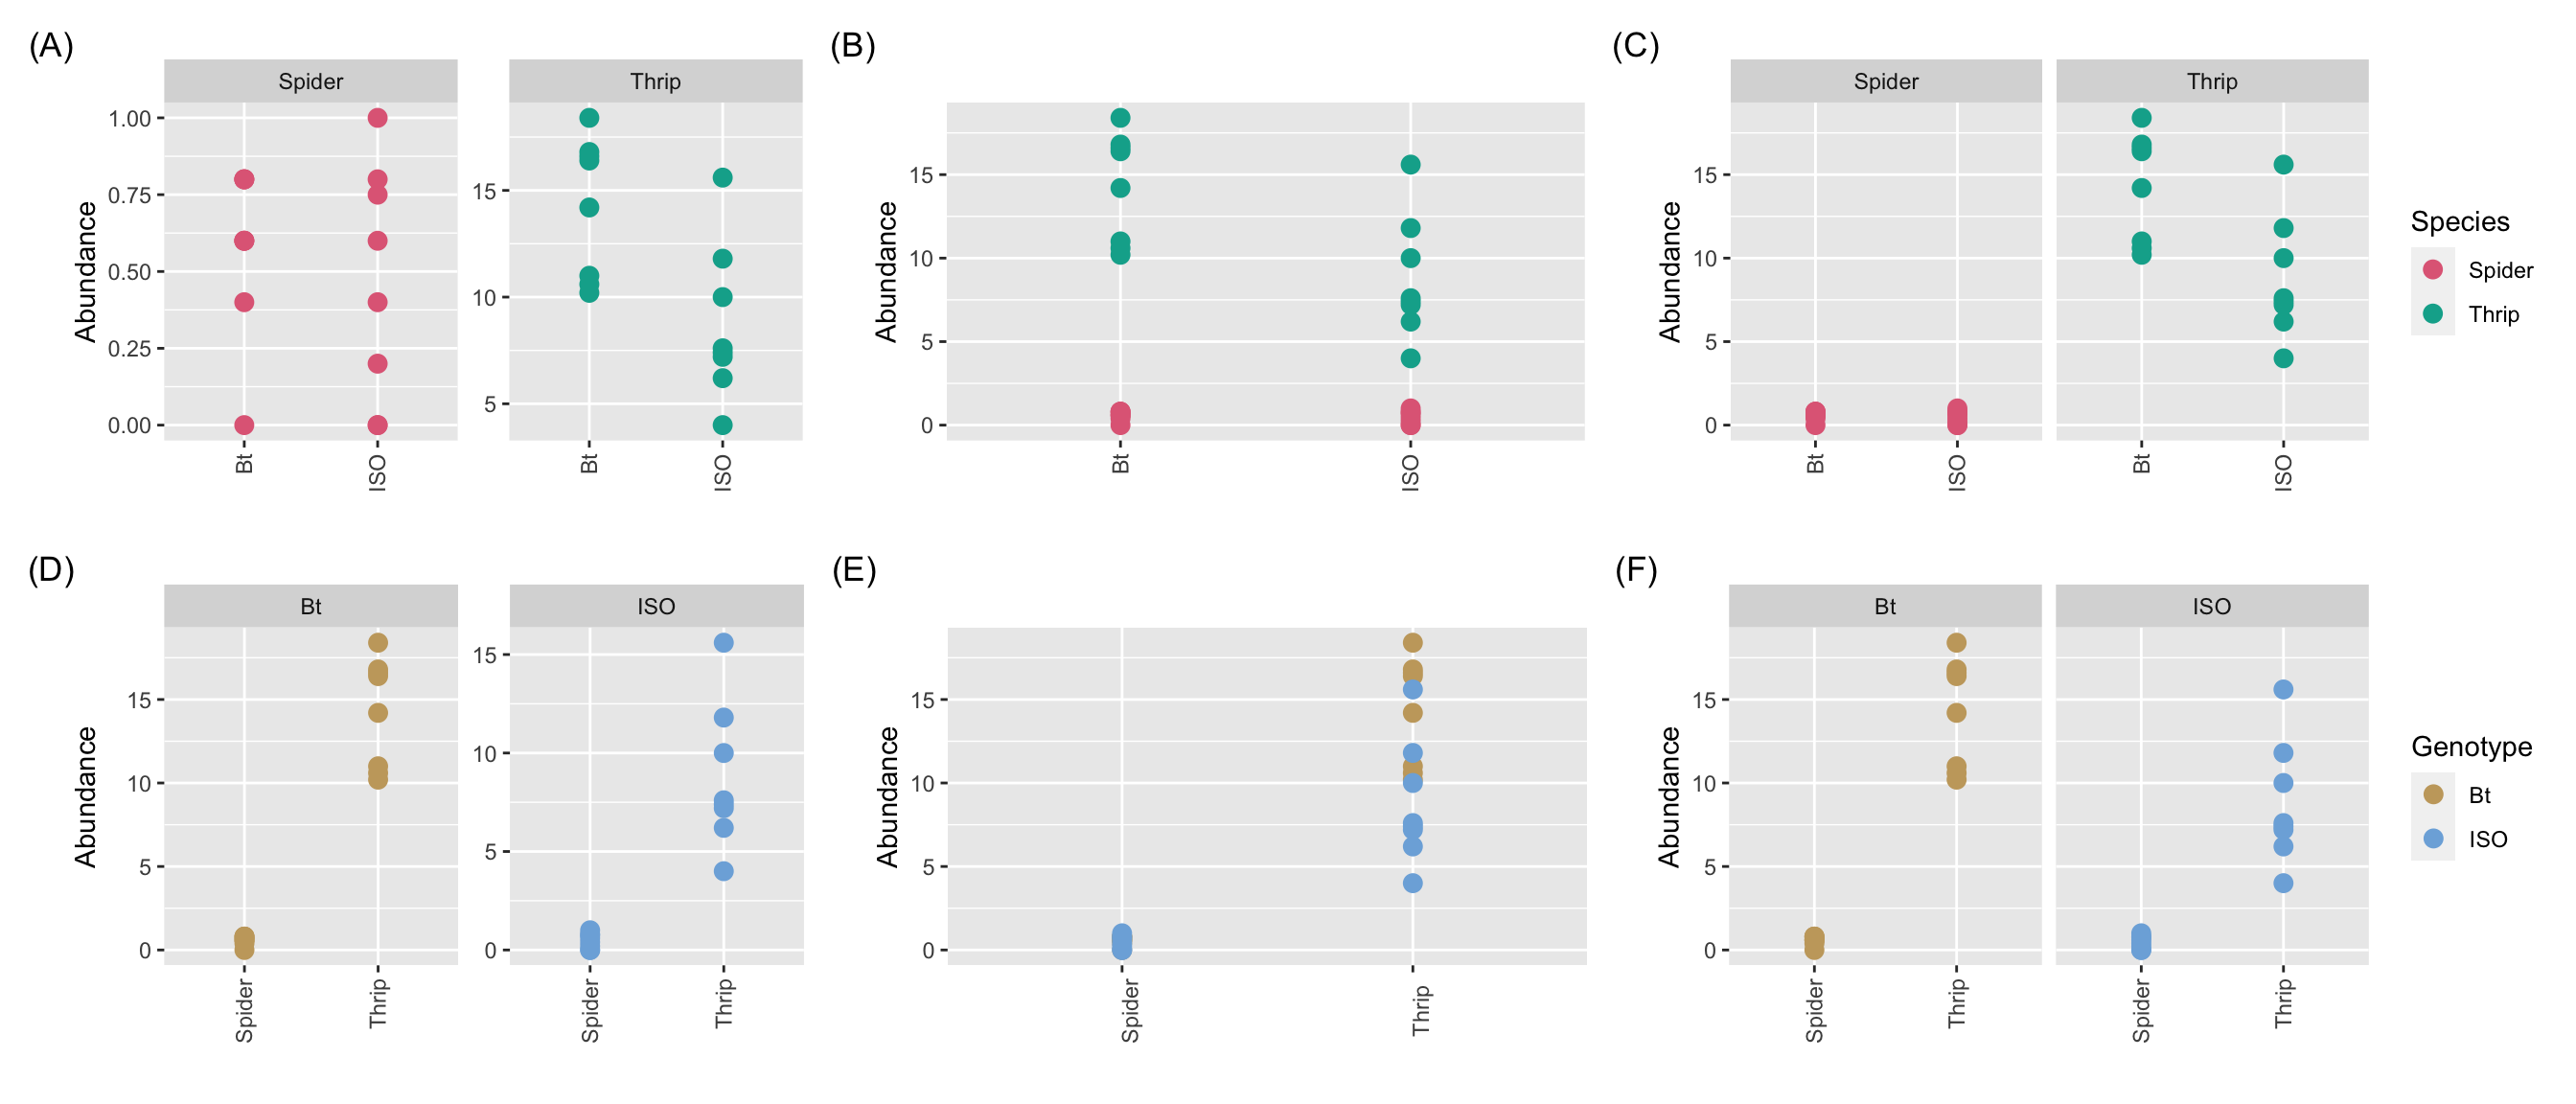 (A)
Spider
Thrip
Abundance
1.00
0.75
0.50
0.25
0.00
15
10
5
Bt
ISO
Bt
ISO
(B)
Abundance
15
10
5
0
Bt
ISO
(C)
Spider
Thrip
Abundance
15
10
5
0
Bt
ISO
Bt
ISO
Species
Spider
Thrip
(D)
Bt
ISO
Abundance
15
10
5
0
15
10
5
0
Spider
Thrip
Spider
Thrip
(E)
Abundance
15
10
5
0
Spider
Thrip
(F)
Bt
ISO
Abundance
15
10
5
0
Spider
Thrip
Spider
Thrip
Genotype
Bt
ISO